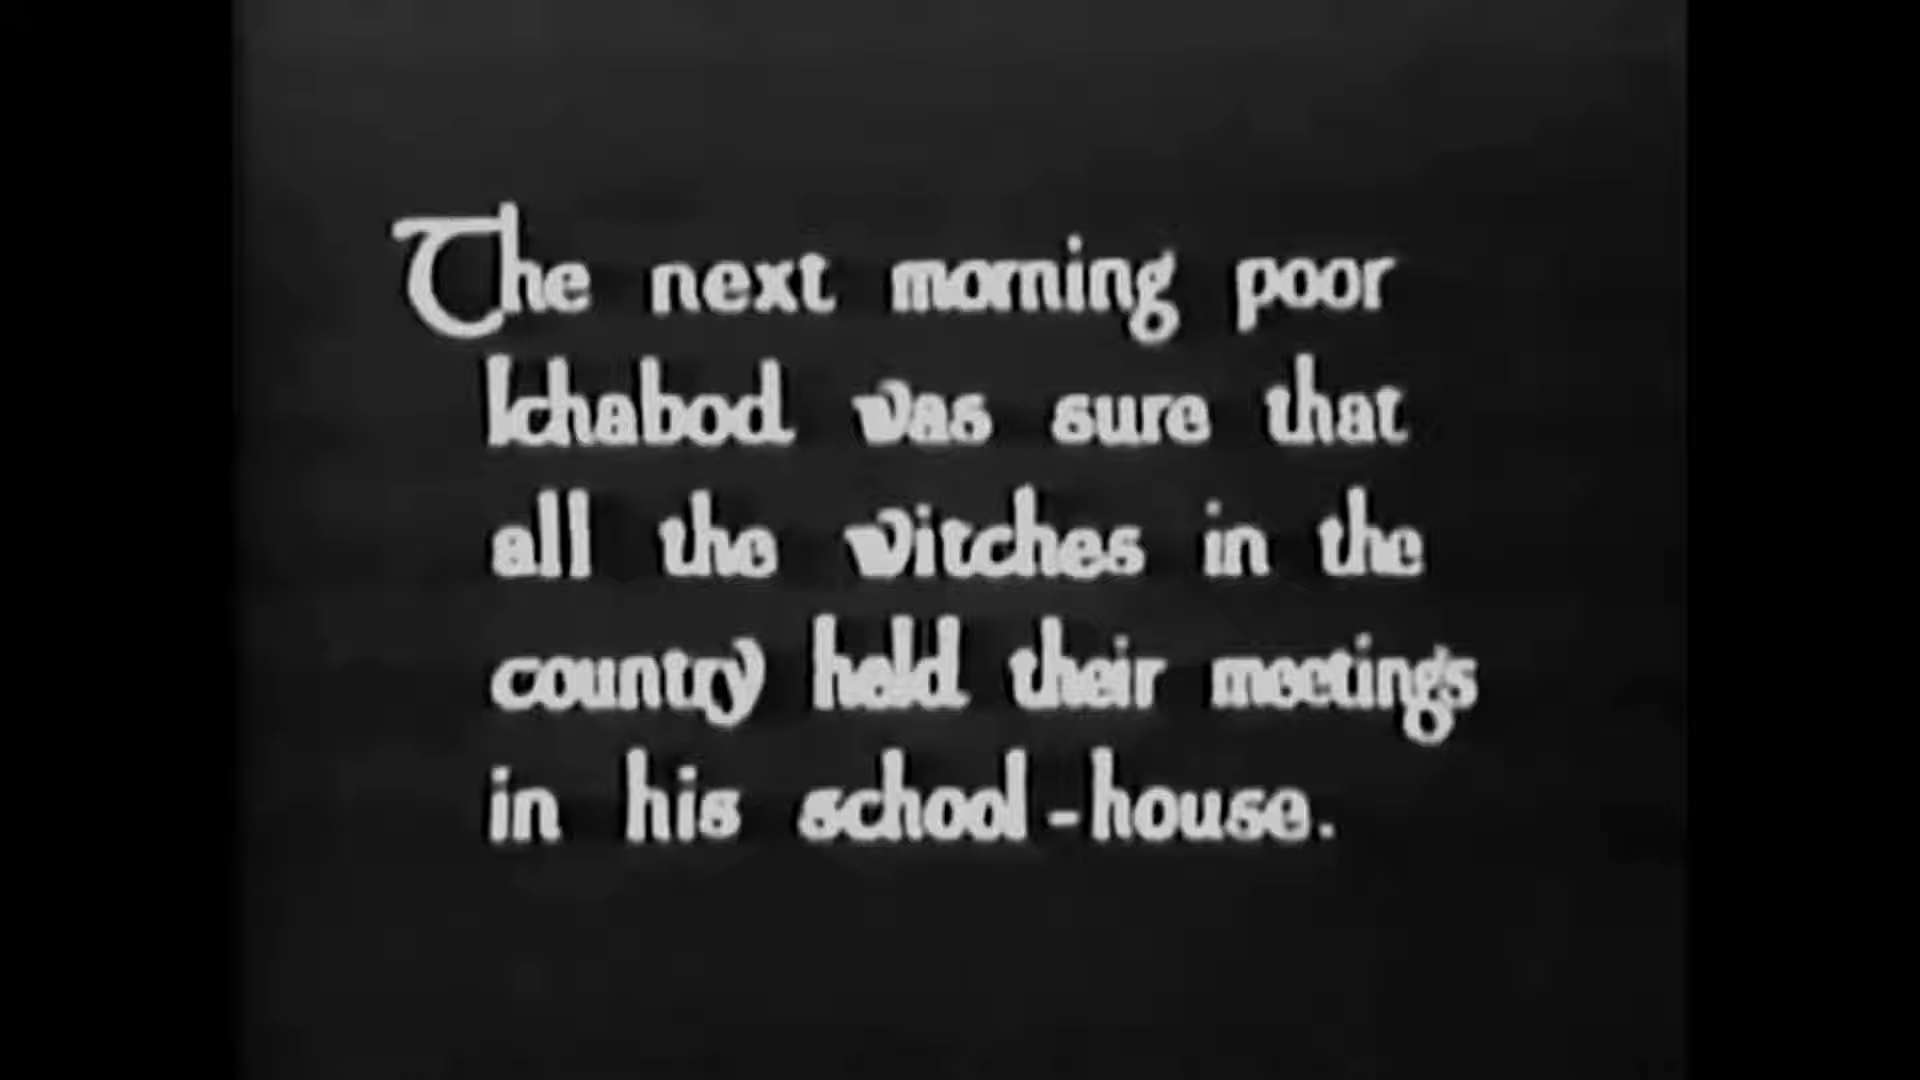 The next morning poor
Ichabod was sure that
all the witches in the
country held their meetings
in his school-house.